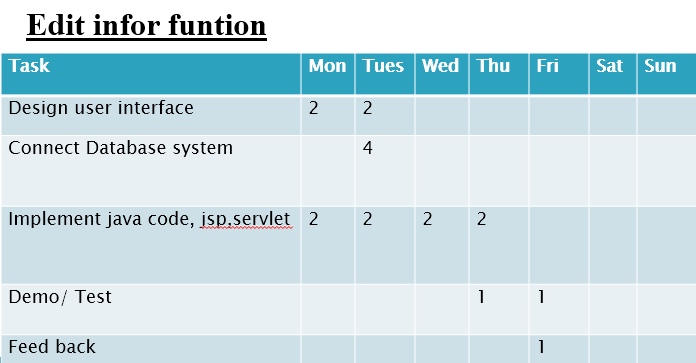 Edit infor funtion
Task Mon Tues Wed Thu Fri Sat Sun
Design user interface 2 2
Connect Database system 4
Implement java code, jsp,servlet 2 2 2 2
Demo/ Test 1 1
Feed back 1